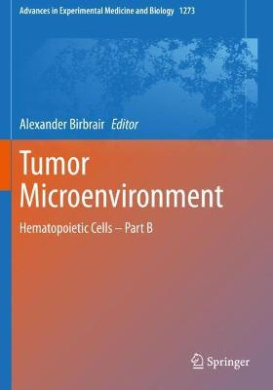 Advances in Experimental Medicine and Biology 1273
Alexander Birbrair Editor
Tumor
Microenvironment
Hematopoietic Cells – Part B
Springer